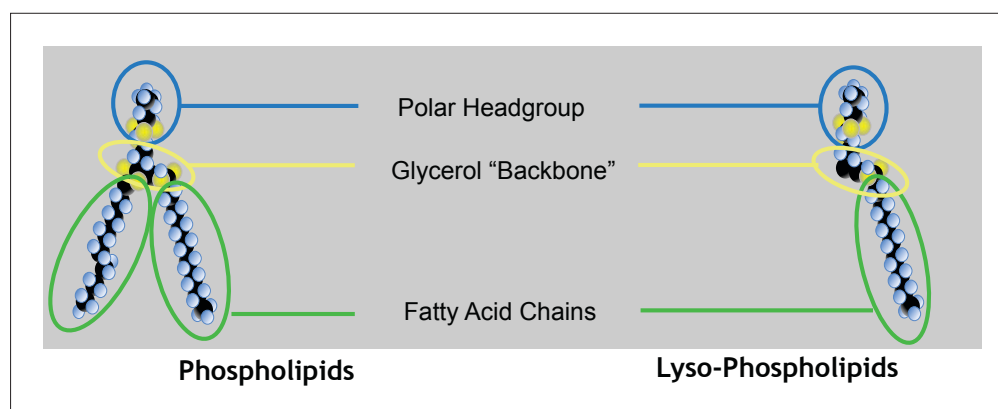 Polar Headgroup
Glycerol “Backbone”
Fatty Acid Chains
Phospholipids
Lyso-Phospholipids